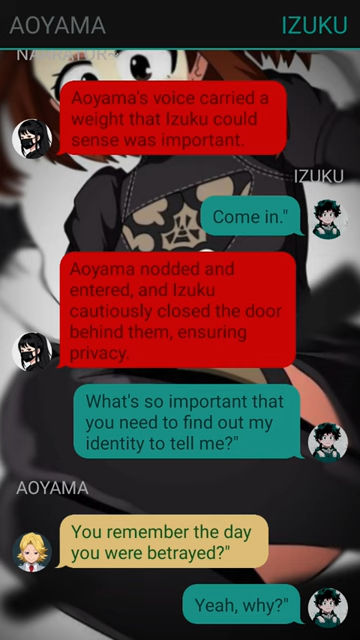 AOYAMA IZUKU
NARRATOR
Aoyama's voice carried a
weight that Izuku could
sense was important.
IZUKU
Come in."
Aoyama nodded and
entered, and Izuku
cautiously closed the door
behind them, ensuring
privacy.
What's so important that
you need to find out my
identity to tell me?"
AOYAMA
You remember the day
you were betrayed?"
Yeah, why?"